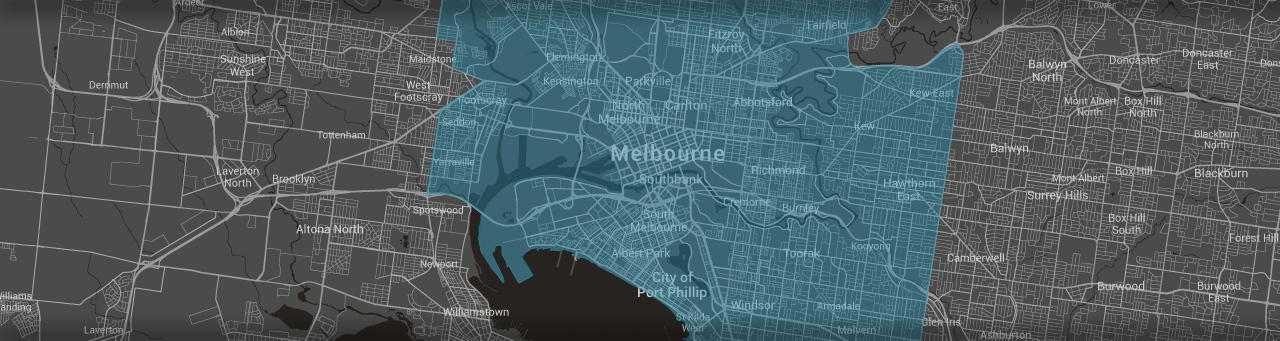 Ardeer
Ascot Vale
East
Lower
Albion
Fitzroy
North
Fairfield
Sunshine
West
Maidstone
Flemington
Balwyn
North
Doncaster
Doncaster
East
Derrimut
West
Footscray
Kensington
Parkville
Kew East
Footscray
North
Melbourne
Carlton
Abbotsford
Mont Albert
North
Box Hill
North
Seddon
Kew
Tottenham
Blackburn
North
Yarraville
Melbourne
Balwyn
Laverton
North
Brooklyn
Southbank
Richmond
Hawthorn
East
Mont Albert
Box Hill
Blackburn
Surrey Hills
Spotswood
South
Melbourne
Cremorne
Burnley
Box Hill
South
Altona North
Forest Hill
Albert Park
Toorak
Kooyong
Camberwell
Newport
City of
Port Phillip
Burwood
Burwood
East
Williams
anding
Williamstown
Windsor
Armadale
Laverton
St Kilda
West
Malvern
Glen Iris
Ashburton